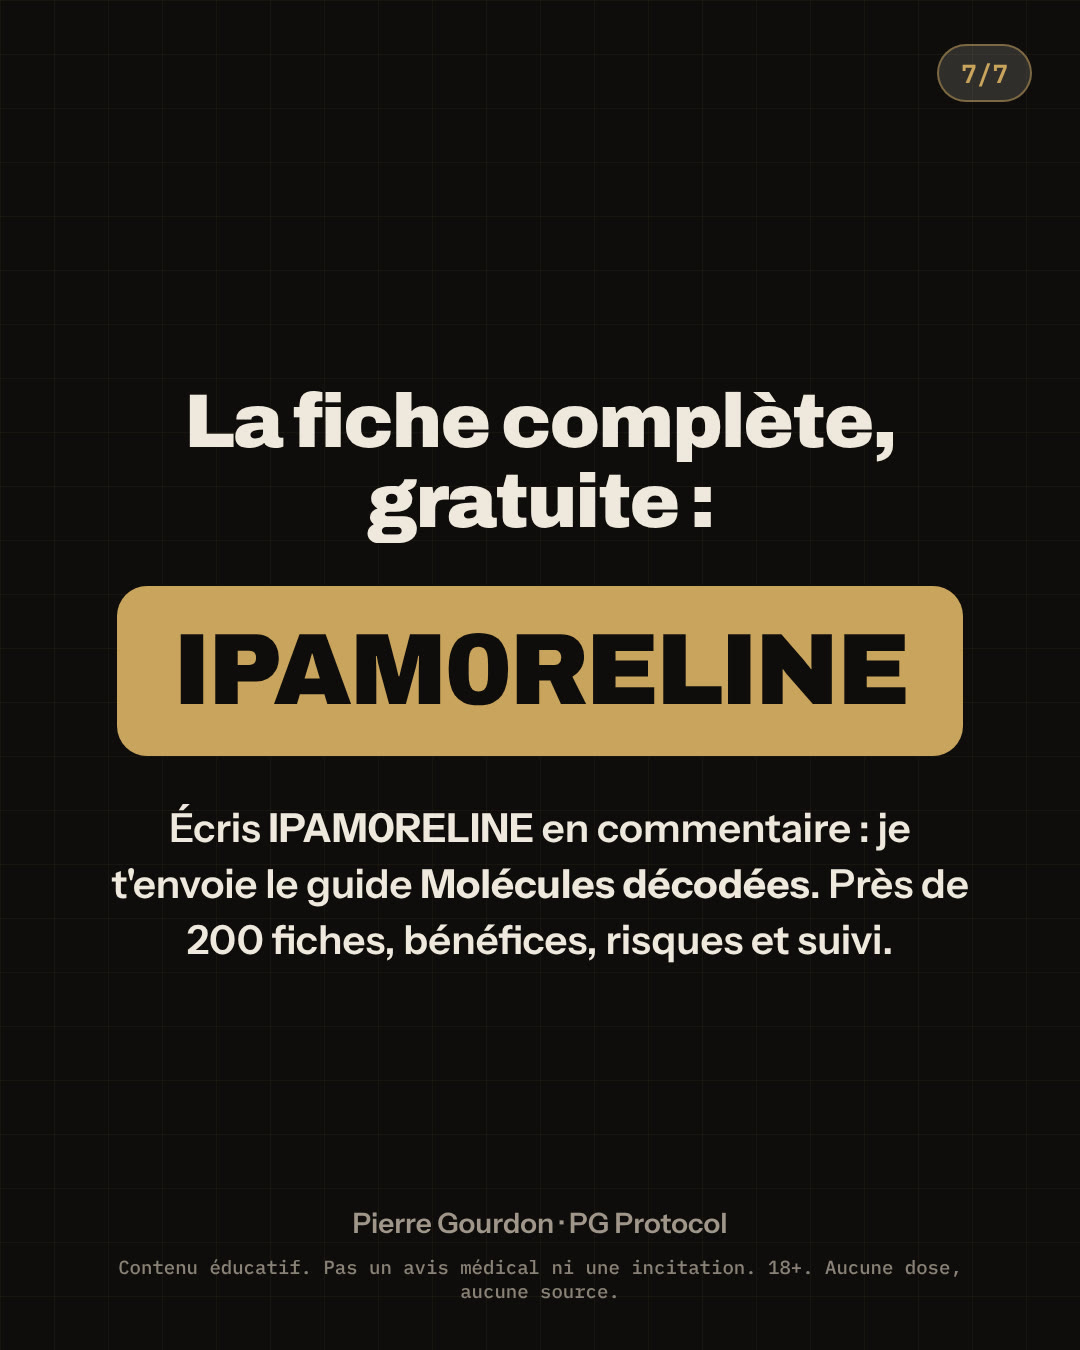 7/7
La fiche complète,
gratuite :
IPAM0RELINE
Écris IPAM0RELINE en commentaire : je
t'envoie le guide Molécules décodées. Près de
200 fiches, bénéfices, risques et suivi.
Pierre Gourdon · PG Protocol
Contenu éducatif. Pas un avis médical ni une incitation. 18+. Aucune dose,
aucune source.